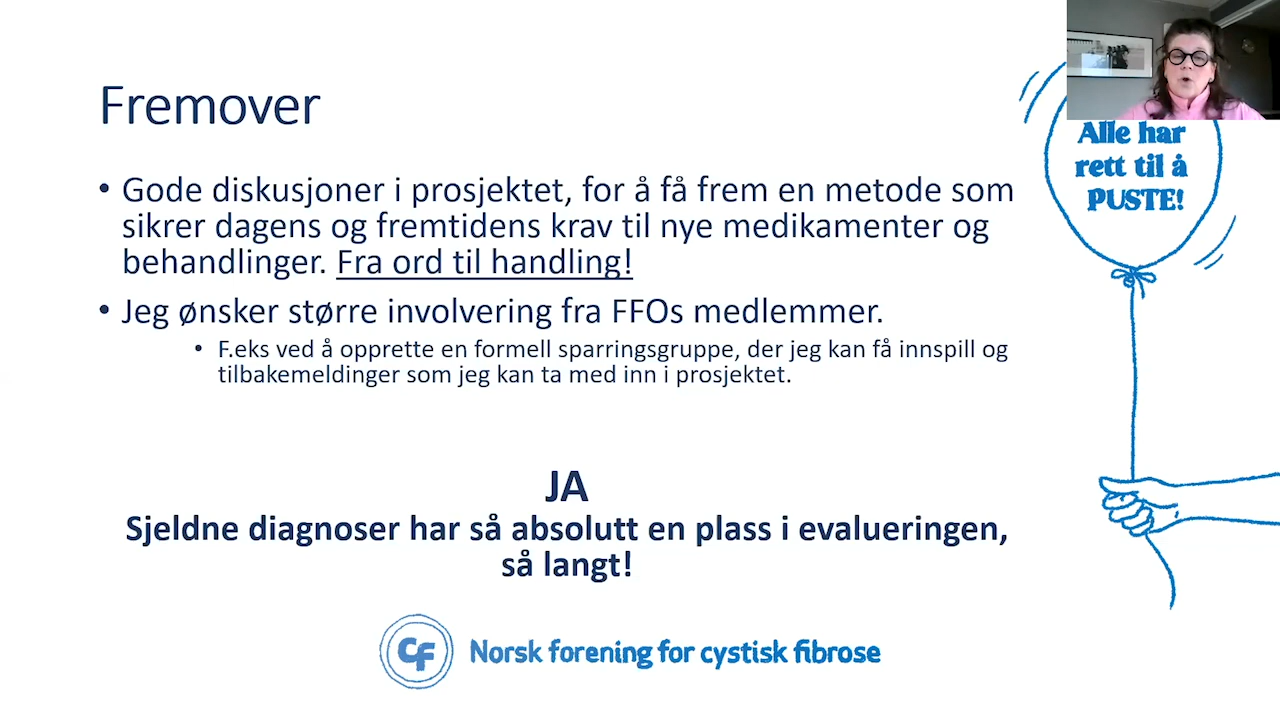 Fremover
• Gode diskusjoner i prosjektet, for å få frem en metode som
sikrer dagens og fremtidens krav til nye medikamenter og
behandlinger. Fra ord til handling!
• Jeg ønsker større involvering fra FFOs medlemmer.
• F.eks ved å opprette en formell sparringsgruppe, der jeg kan få innspill og
tilbakemeldinger som jeg kan ta med inn i prosjektet.
JA
Sjeldne diagnoser har så absolutt en plass i evalueringen,
så langt!
Alle har
rett til å
PUSTE!
CF
Norsk forening for cystisk fibrose